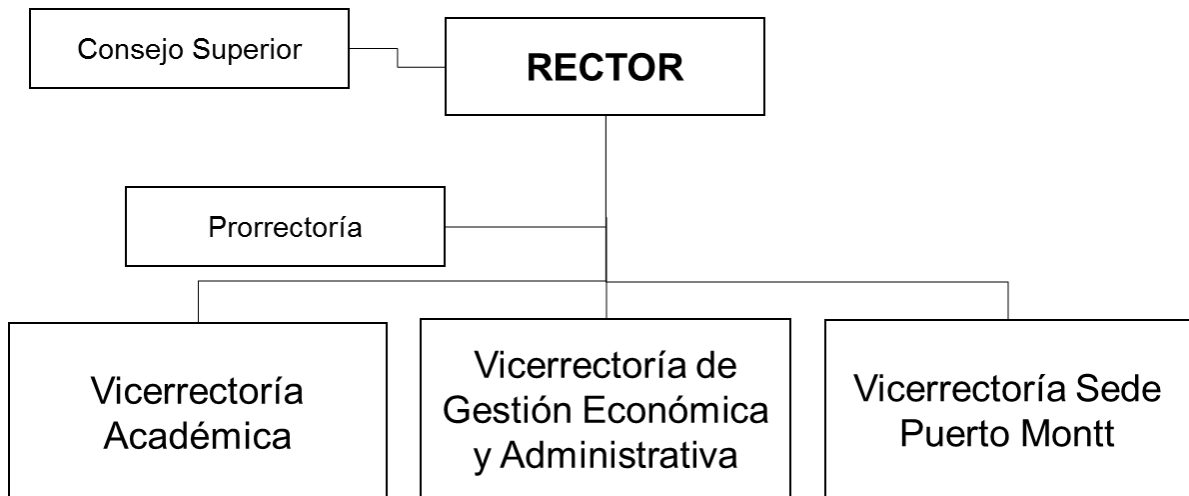 Consejo Superior
RECTOR
Prorrectoría
Vicerrectoría
Académica
Vicerrectoría de
Gestión Económica
y Administrativa
Vicerrectoría Sede
Puerto Montt